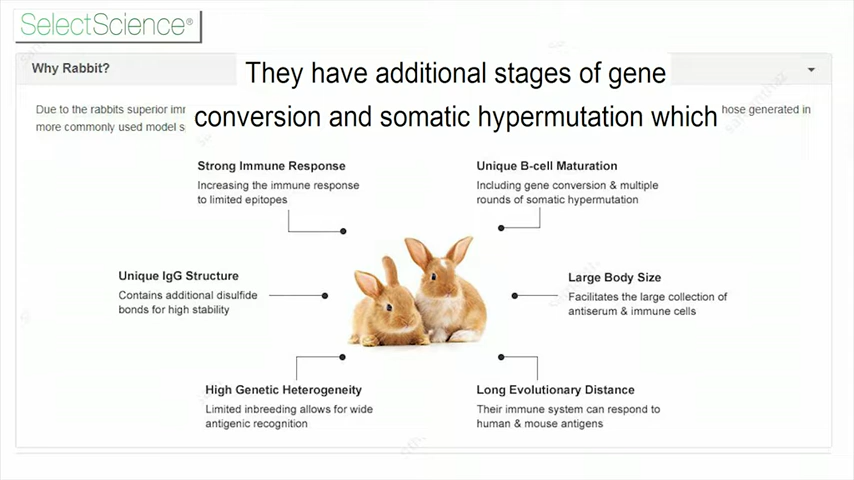 SelectScience®
Why Rabbit?
They have additional stages of gene
conversion and somatic hypermutation which
Due to the rabbits superior
hose generated in
more commonly used model
Strong Immune Response
Increasing the immune response
to limited epitopes
Unique B-cell Maturation
Including gene conversion & multiple
rounds of somatic hypermutation
Unique IgG Structure
Contains additional disulfide
bonds for high stability
Large Body Size
Facilitates the large collection of
antiserum & immune cells
High Genetic Heterogeneity
Limited inbreeding allows for wide
antigenic recognition
Long Evolutionary Distance
Their immune system can respond to
human & mouse antigens